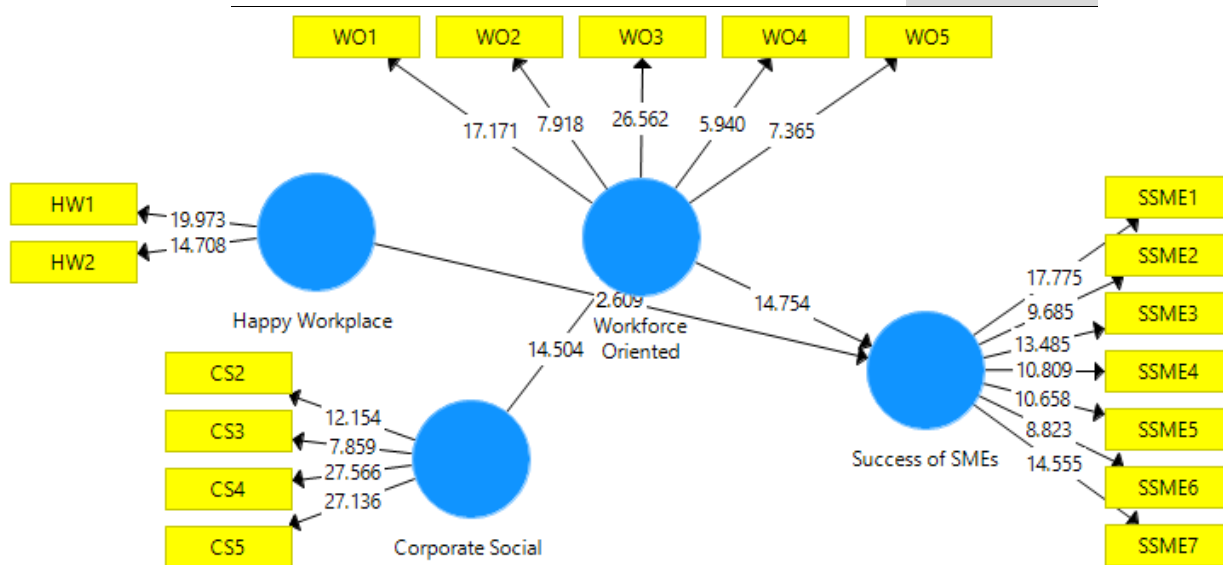 WO1 WO2 WO3 WO4 WO5
17.171 7.918 26.562 5.940 7.365
HW1
19.973
HW2
14.708
Happy Workplace
2.609
Workforce
Oriented
14.754
14.504
SSME1
SSME2
SSME3
SSME4
SSME5
SSME6
SSME7
17.775
9.685
13.485
10.809
10.658
8.823
14.555
Success of SMEs
CS2
CS3
CS4
CS5
12.154
7.859
27.566
27.136
Corporate Social